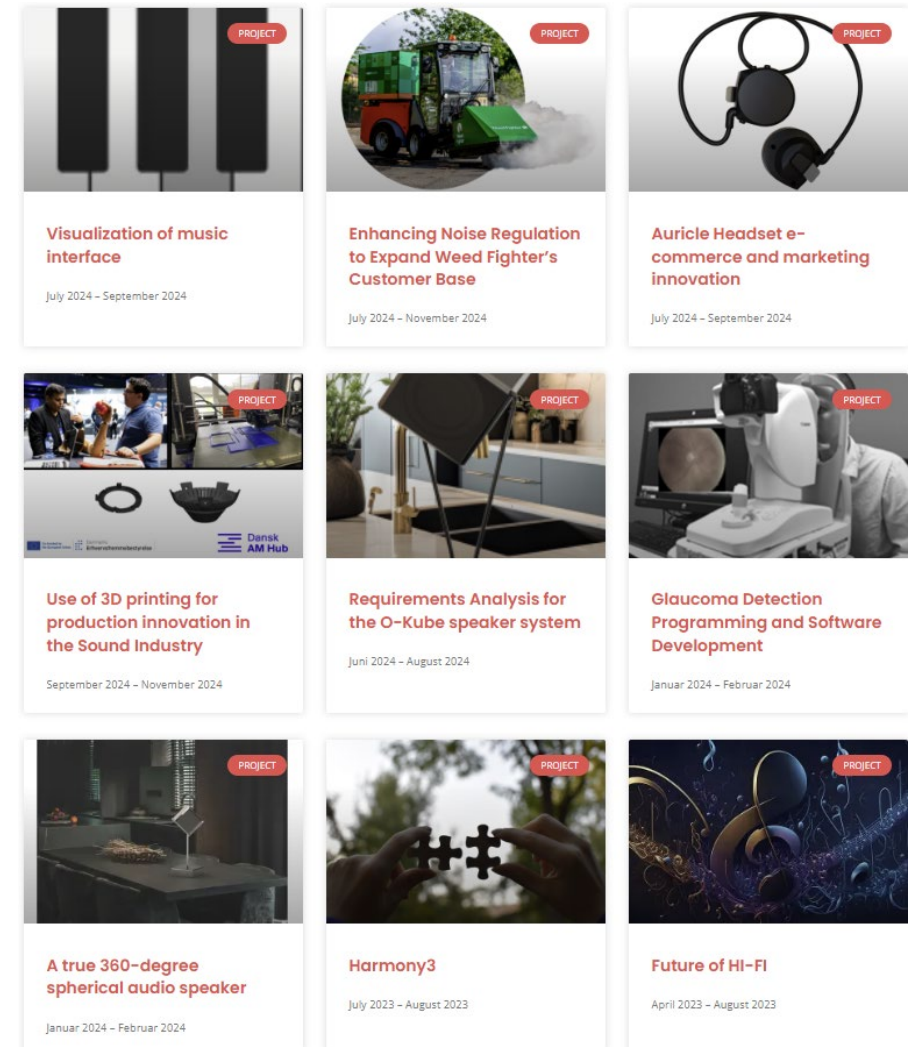 PROJECT
PROJECT
PROJECT
Visualization of music
interface
July 2024 – September 2024
Enhancing Noise Regulation
to Expand Weed Fighter’s
Customer Base
July 2024 – November 2024
Auricle Headset e-
commerce and marketing
innovation
July 2024 – September 2024
PROJECT
PROJECT
PROJECT
Dansk
AM Hub
Use of 3D printing for
production innovation in
the Sound Industry
September 2024 – November 2024
Requirements Analysis for
the O-Kube speaker system
Juni 2024 – August 2024
Glaucoma Detection
Programming and Software
Development
Januar 2024 – Februar 2024
PROJECT
PROJECT
PROJECT
A true 360-degree
spherical audio speaker
Januar 2024 – Februar 2024
Harmony3
July 2023 – August 2023
Future of HI-FI
April 2023 – August 2023